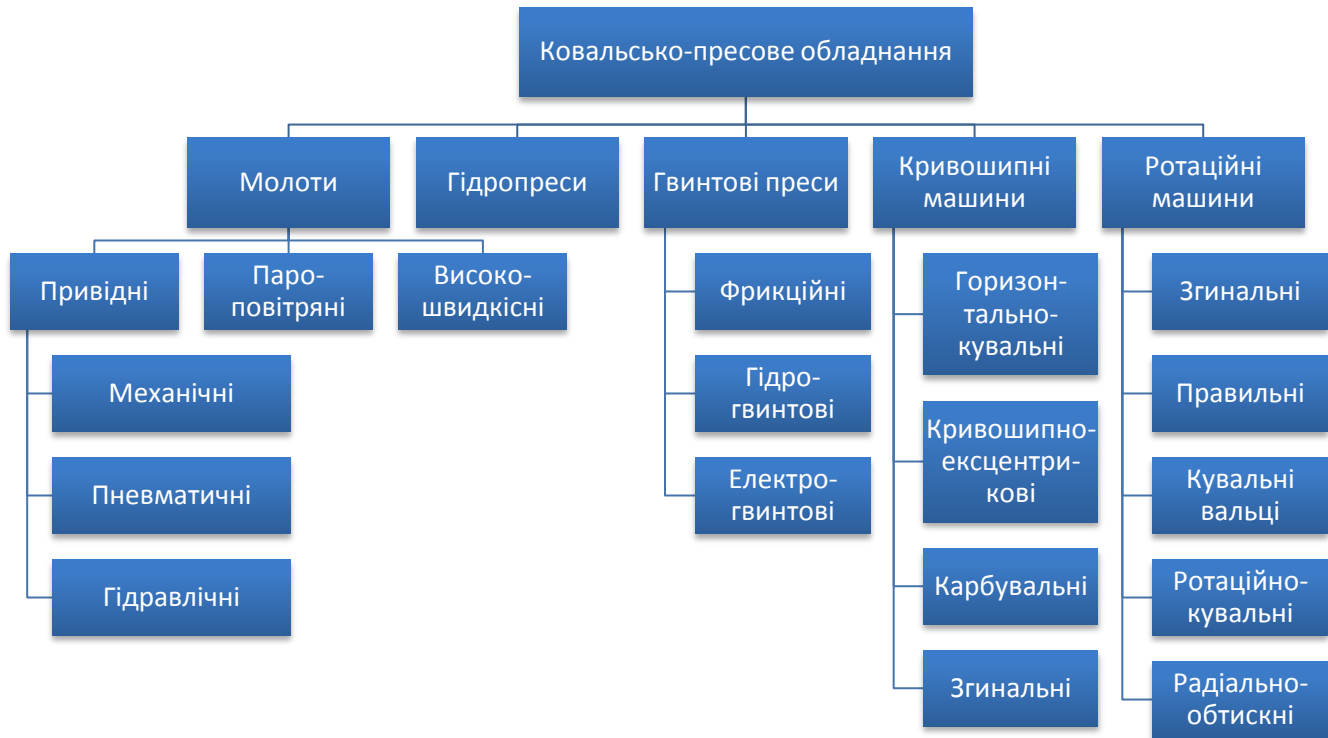 Ковальсько-пресове обладнання
Молоти
Гідропреси
Гвинтові преси
Кривошипні
машини
Ротаційні
машини
Привідні
Паро-
повітряні
Високо-
швидкісні
Механічні
Пневматичні
Гідравлічні
Фрикційні
Гідро-
гвинтові
Електро-
гвинтові
Горизон-
тально-
кувальні
Кривошипно-
ексцентри-
кові
Карбувальні
Згинальні
Згинальні
Правильні
Кувальні
вальці
Ротаційно-
кувальні
Радіально-
обтискні